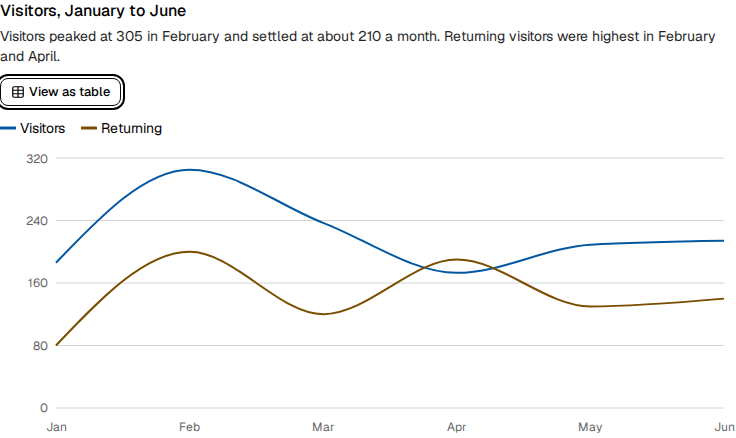 Visitors, January to June
Visitors peaked at 305 in February and settled at about 210 a month. Returning visitors were highest in February
and April.
View as table
Visitors Returning
320
240
160
80
0
Jan Feb Mar Apr May Jun